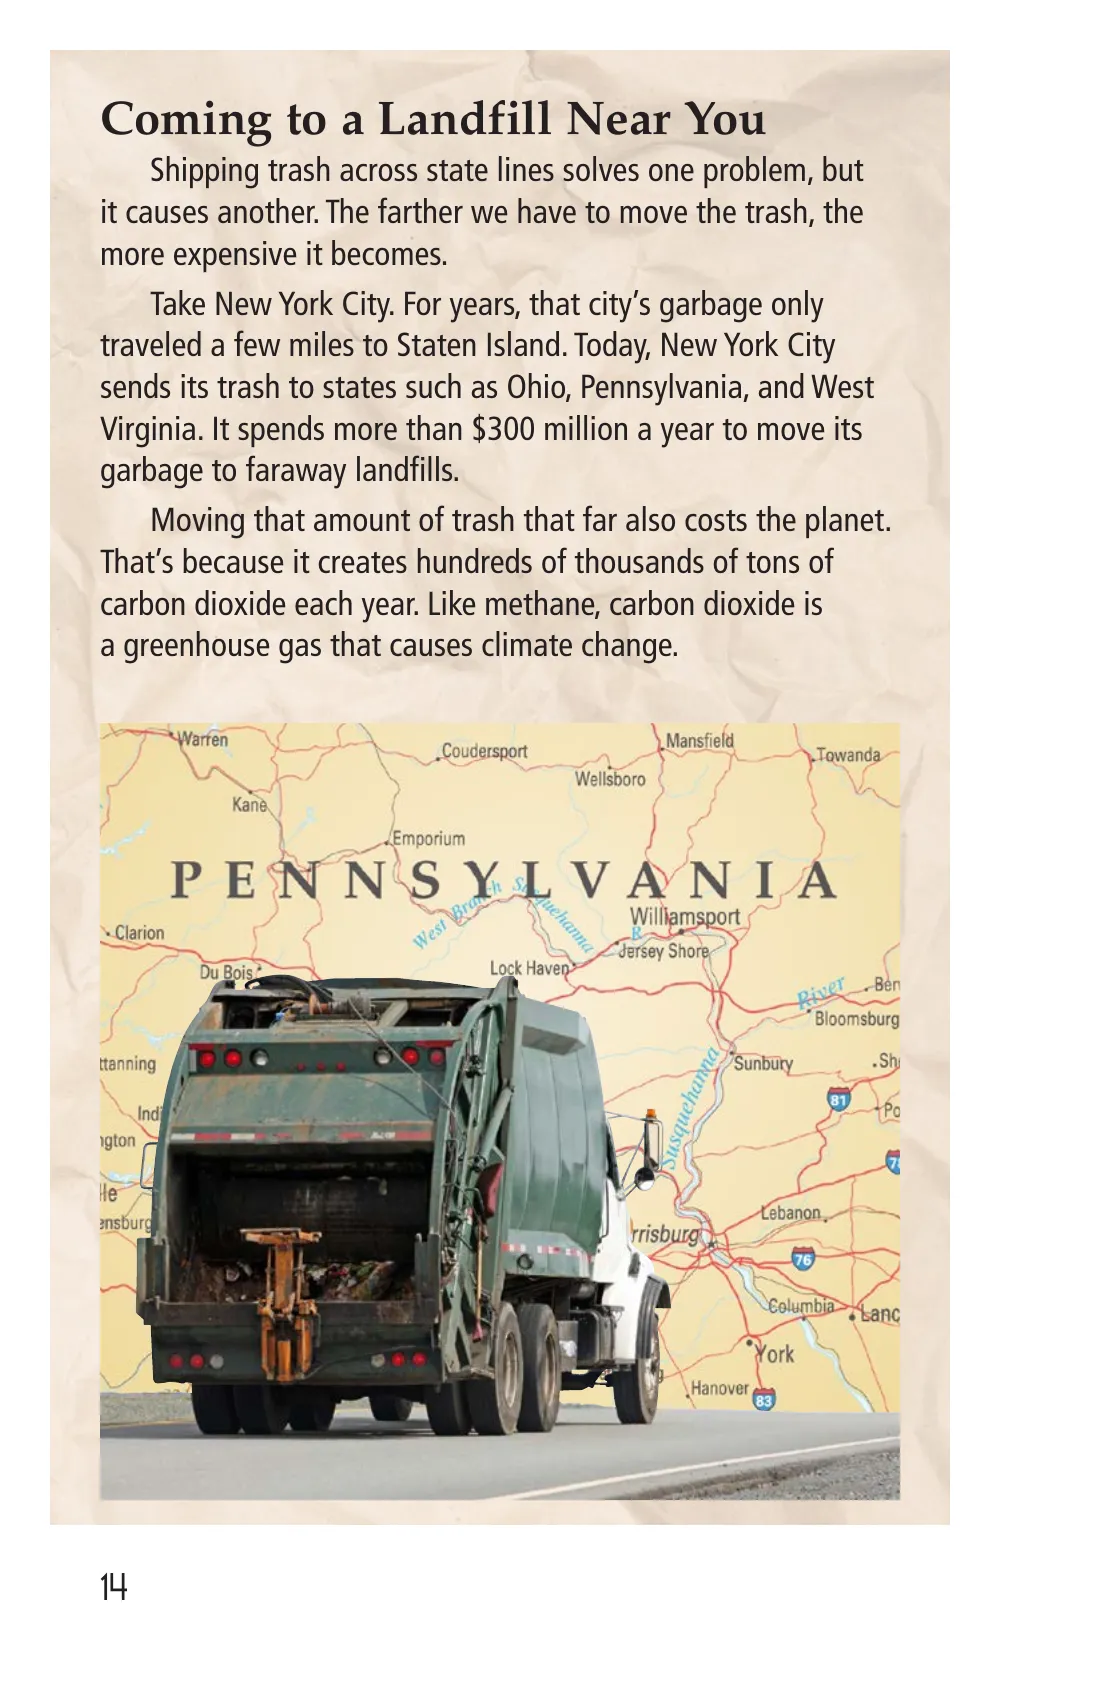 Coming to a Landfill Near You
Shipping trash across state lines solves one problem, but
it causes another. The farther we have to move the trash, the
more expensive it becomes.
Take New York City. For years, that city’s garbage only
traveled a few miles to Staten Island. Today, New York City
sends its trash to states such as Ohio, Pennsylvania, and West
Virginia. It spends more than $300 million a year to move its
garbage to faraway landfills.
Moving that amount of trash that far also costs the planet.
That’s because it creates hundreds of thousands of tons of
carbon dioxide each year. Like methane, carbon dioxide is
a greenhouse gas that causes climate change.
Warren
Coudersport
Mansfield
Towanda
Wellsboro
Kane
Emporium
PENNSYLVANIA
West Branch Susquehanna R.
Williamsport
Clarion
Jersey Shore
Du Bois
Lock Haven
River
Ben
Bloomsburg
ttanning
Sunbury
Sh
Susquehanna
81
Indi
Po
ngton
lle
ensburg
Lebanon
rrisburg
76
Columbia
Lanc
York
Hanover
83
14